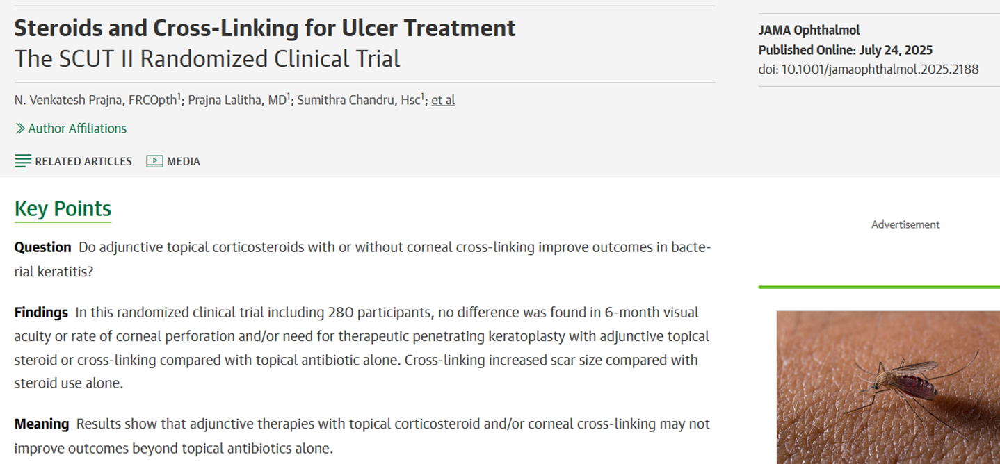 Steroids and Cross-Linking for Ulcer Treatment
The SCUT II Randomized Clinical Trial
N. Venkatesh Prajna, FRCOpth1; Prajna Lalitha, MD1; Sumithra Chandru, Hsc1; et al
Author Affiliations
RELATED ARTICLES MEDIA
JAMA Ophthalmol
Published Online: July 24, 2025
doi: 10.1001/jamaophthalmol.2025.2188
Key Points
Question Do adjunctive topical corticosteroids with or without corneal cross-linking improve outcomes in bacte-
rial keratitis?
Findings In this randomized clinical trial including 280 participants, no difference was found in 6-month visual
acuity or rate of corneal perforation and/or need for therapeutic penetrating keratoplasty with adjunctive topical
steroid or cross-linking compared with topical antibiotic alone. Cross-linking increased scar size compared with
steroid use alone.
Meaning Results show that adjunctive therapies with topical corticosteroid and/or corneal cross-linking may not
improve outcomes beyond topical antibiotics alone.
Advertisement